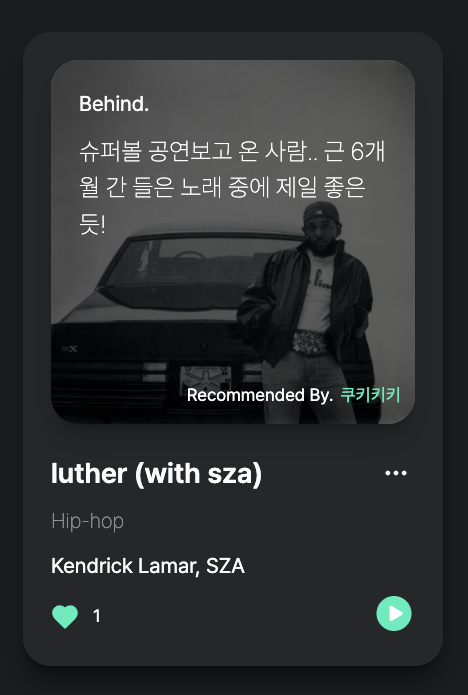 Behind.
슈퍼볼 공연보고 온 사람.. 근 6개
월 간 들은 노래 중에 제일 좋은
듯!
Recommended By. 쿠키키키
luther (with sza)
Hip-hop
Kendrick Lamar, SZA
1